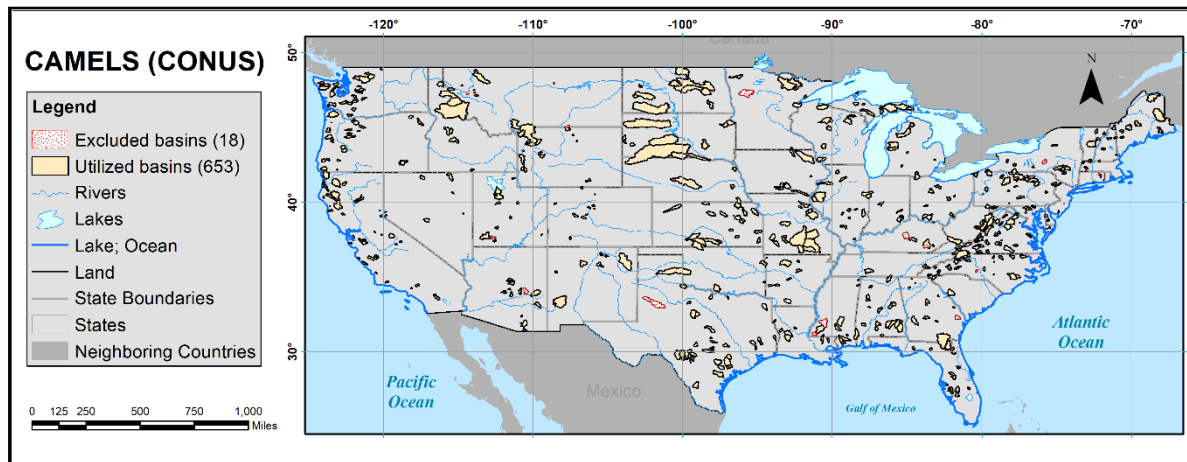 -120° -110° -100° -90° -80° -70°
Canada
50°
40°
30°
CAMELS (CONUS)
Legend
Excluded basins (18)
Utilized basins (653)
Rivers
Lakes
Lake; Ocean
Land
State Boundaries
States
Neighboring Countries
0 125 250 500 750 1,000
Miles
N
Pacific
Ocean
Mexico
Gulf of Mexico
Atlantic
Ocean